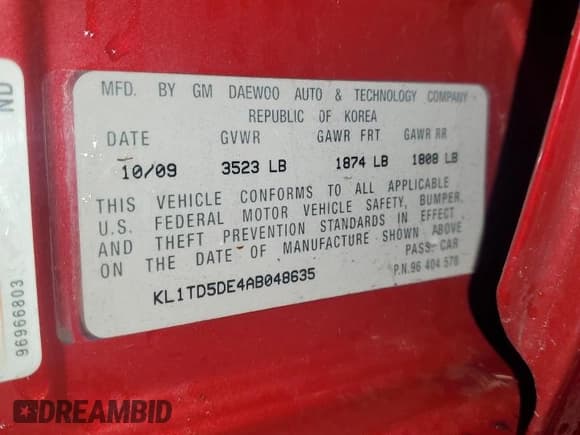 MFD. BY GM DAEWOO AUTO & TECHNOLOGY COMPANY
REPUBLIC OF KOREA
DATE GVWR GAWR FRT GAWR RR
10/09 3523 LB 1874 LB 1808 LB
THIS VEHICLE CONFORMS TO ALL APPLICABLE
U.S. FEDERAL MOTOR VEHICLE SAFETY, BUMPER,
AND THEFT PREVENTION STANDARDS IN EFFECT
ON THE DATE OF MANUFACTURE SHOWN ABOVE
PASS. CAR
KL1TD5DE4AB048635
P.N.96 404 578
ND
96966803
DREAMBID